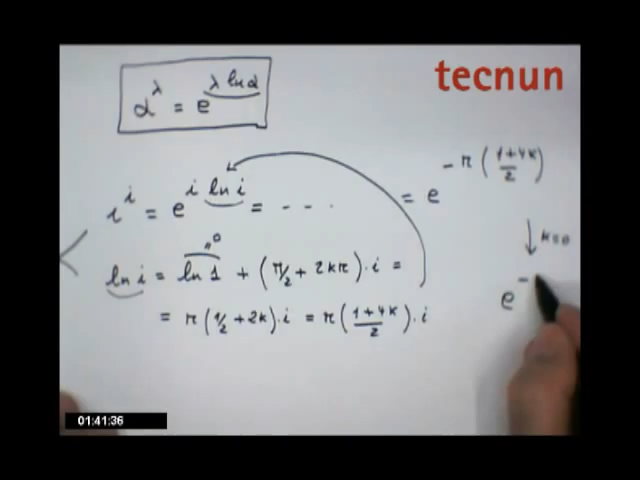 tecnun
α^λ = e^(λ ln α)
i^i = e^(i ln i) = - - - · = e^(-π((1+4k)/2))
↓ k=0
ln i = ln 1 + (π/2 + 2kπ)·i =
"0
e^-
= π(1/2 + 2k)·i = π((1+4k)/2)·i
01:41:36